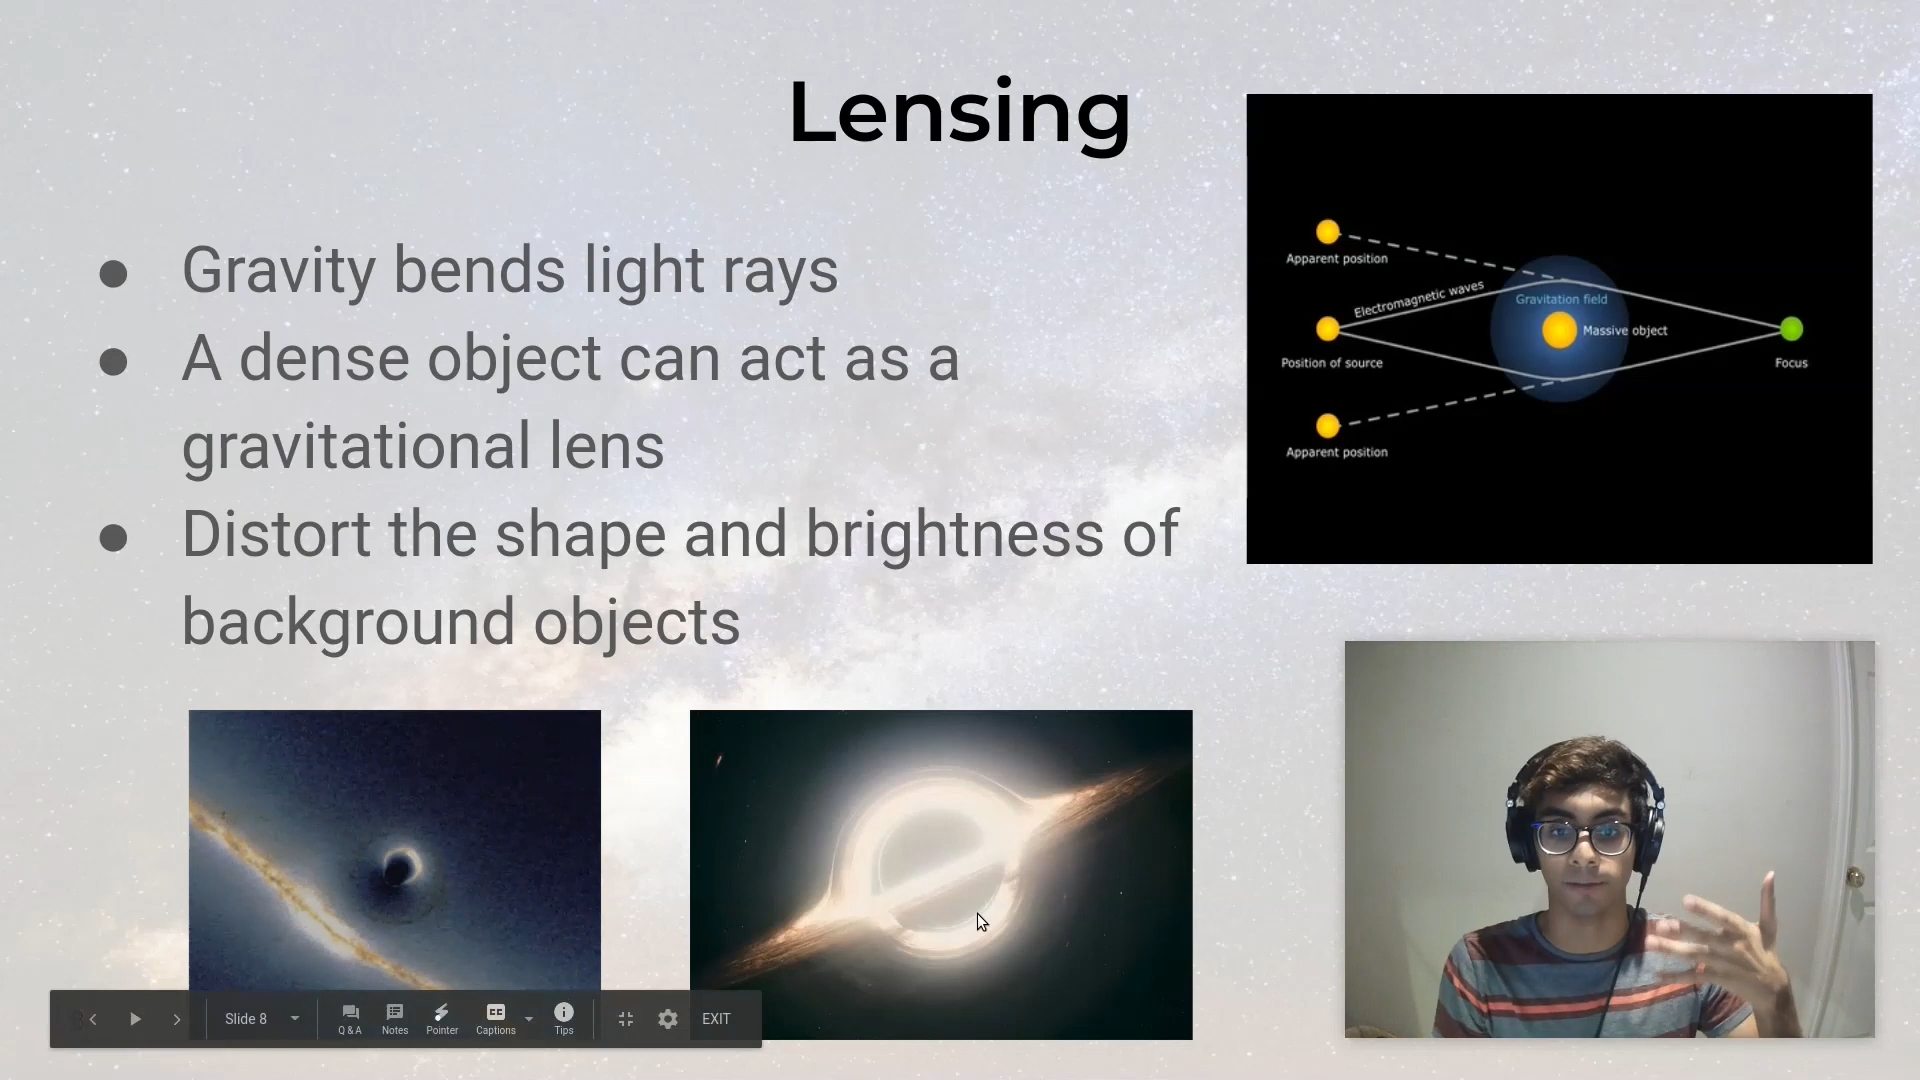 Lensing
● Gravity bends light rays
● A dense object can act as a
gravitational lens
● Distort the shape and brightness of
background objects
Apparent position
Electromagnetic waves
Gravitation field
Massive object
Position of source
Focus
Apparent position
Slide 8
Q & A
Notes
Pointer
Captions
Tips
EXIT